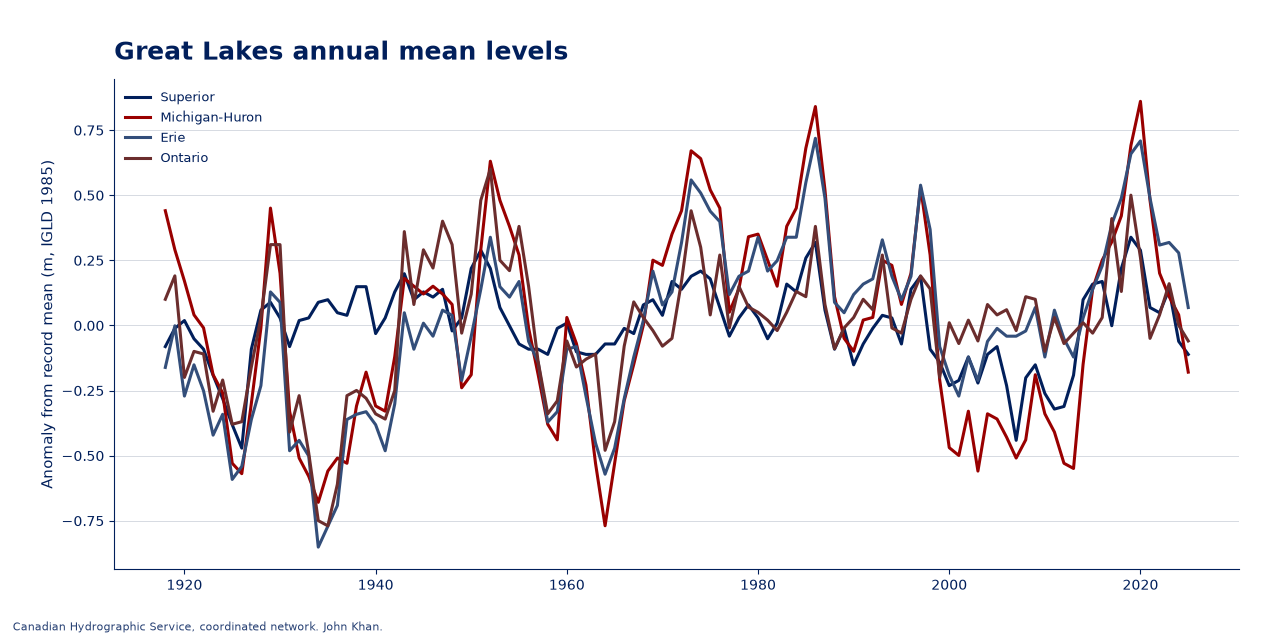 Great Lakes annual mean levels
Superior
Michigan-Huron
Erie
Ontario
Anomaly from record mean (m, IGLD 1985)
0.75
0.50
0.25
0.00
−0.25
−0.50
−0.75
1920 1940 1960 1980 2000 2020
Canadian Hydrographic Service, coordinated network. John Khan.